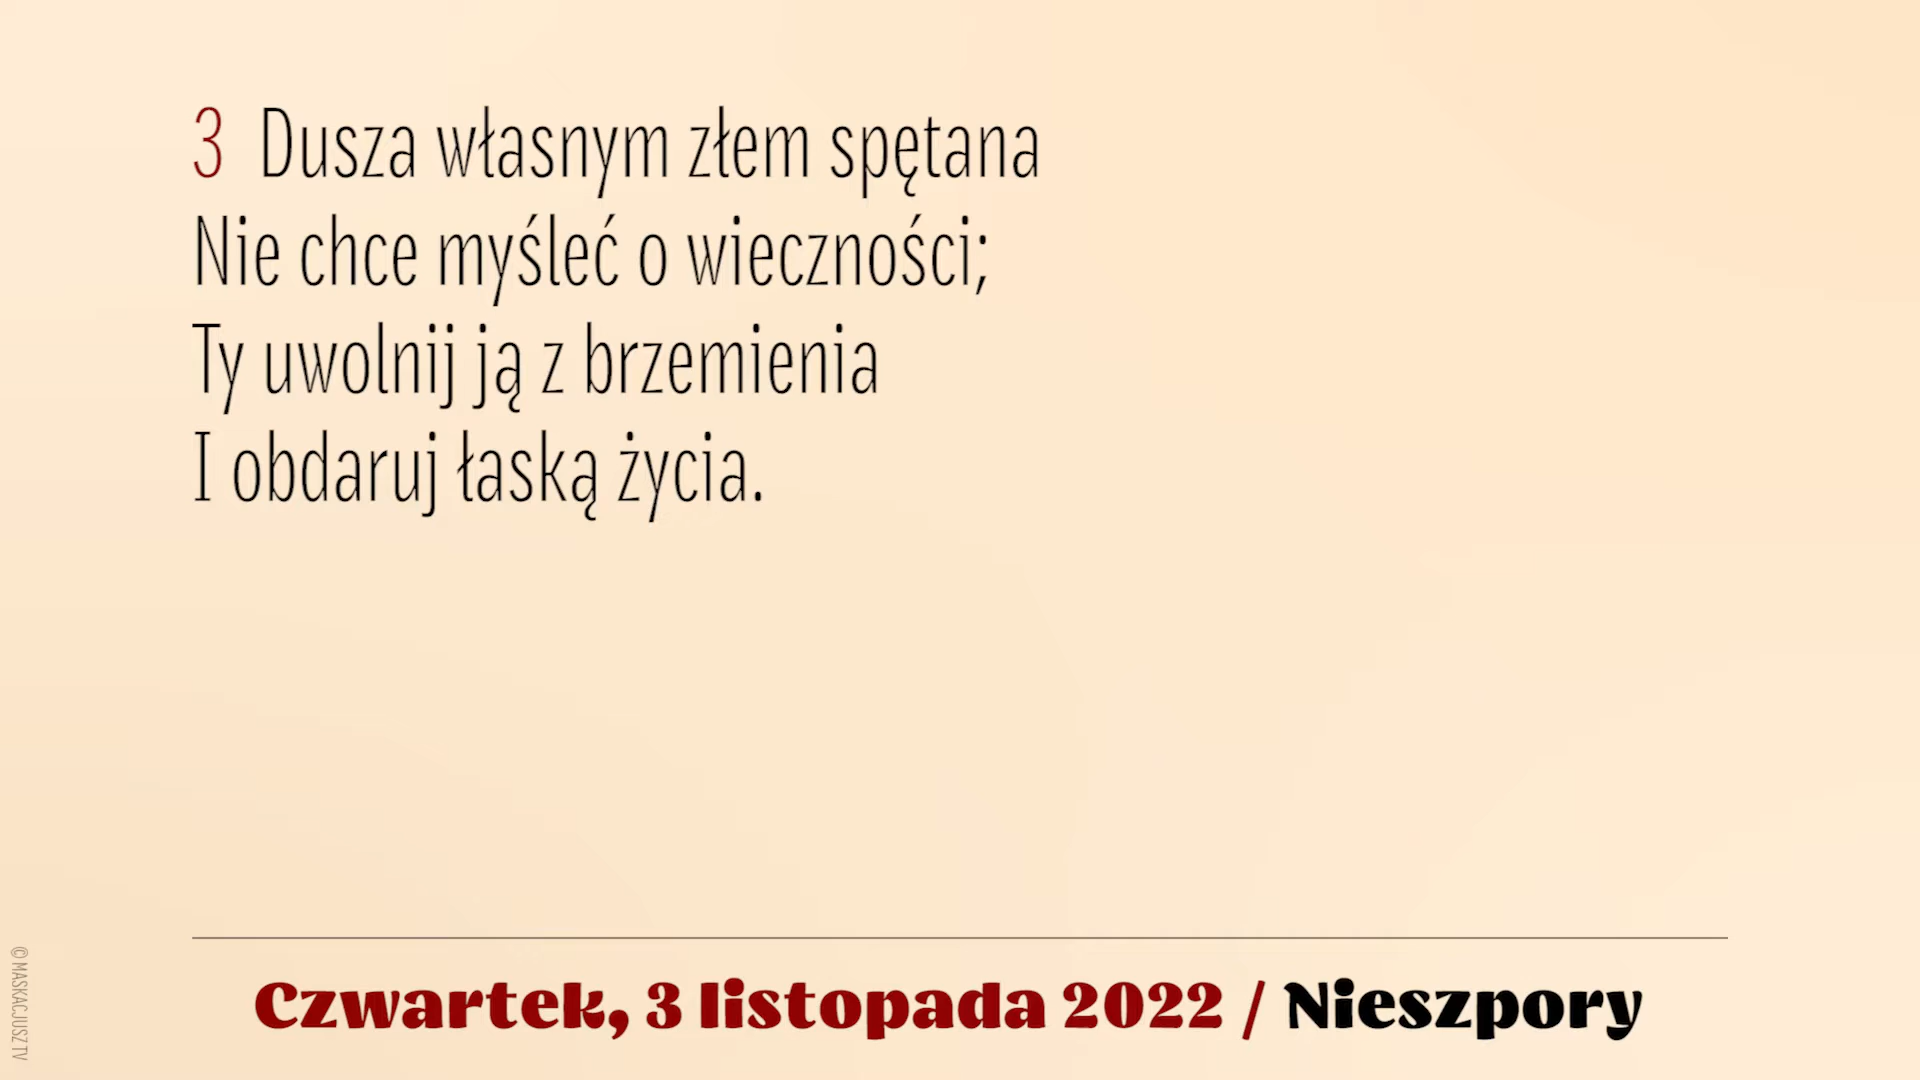 3 Dusza własnym złem spętana
Nie chce myśleć o wieczności;
Ty uwolnij ją z brzemienia
I obdaruj łaską życia.
Czwartek, 3 listopada 2022 / Nieszpory
© MASKACJUSZ TV